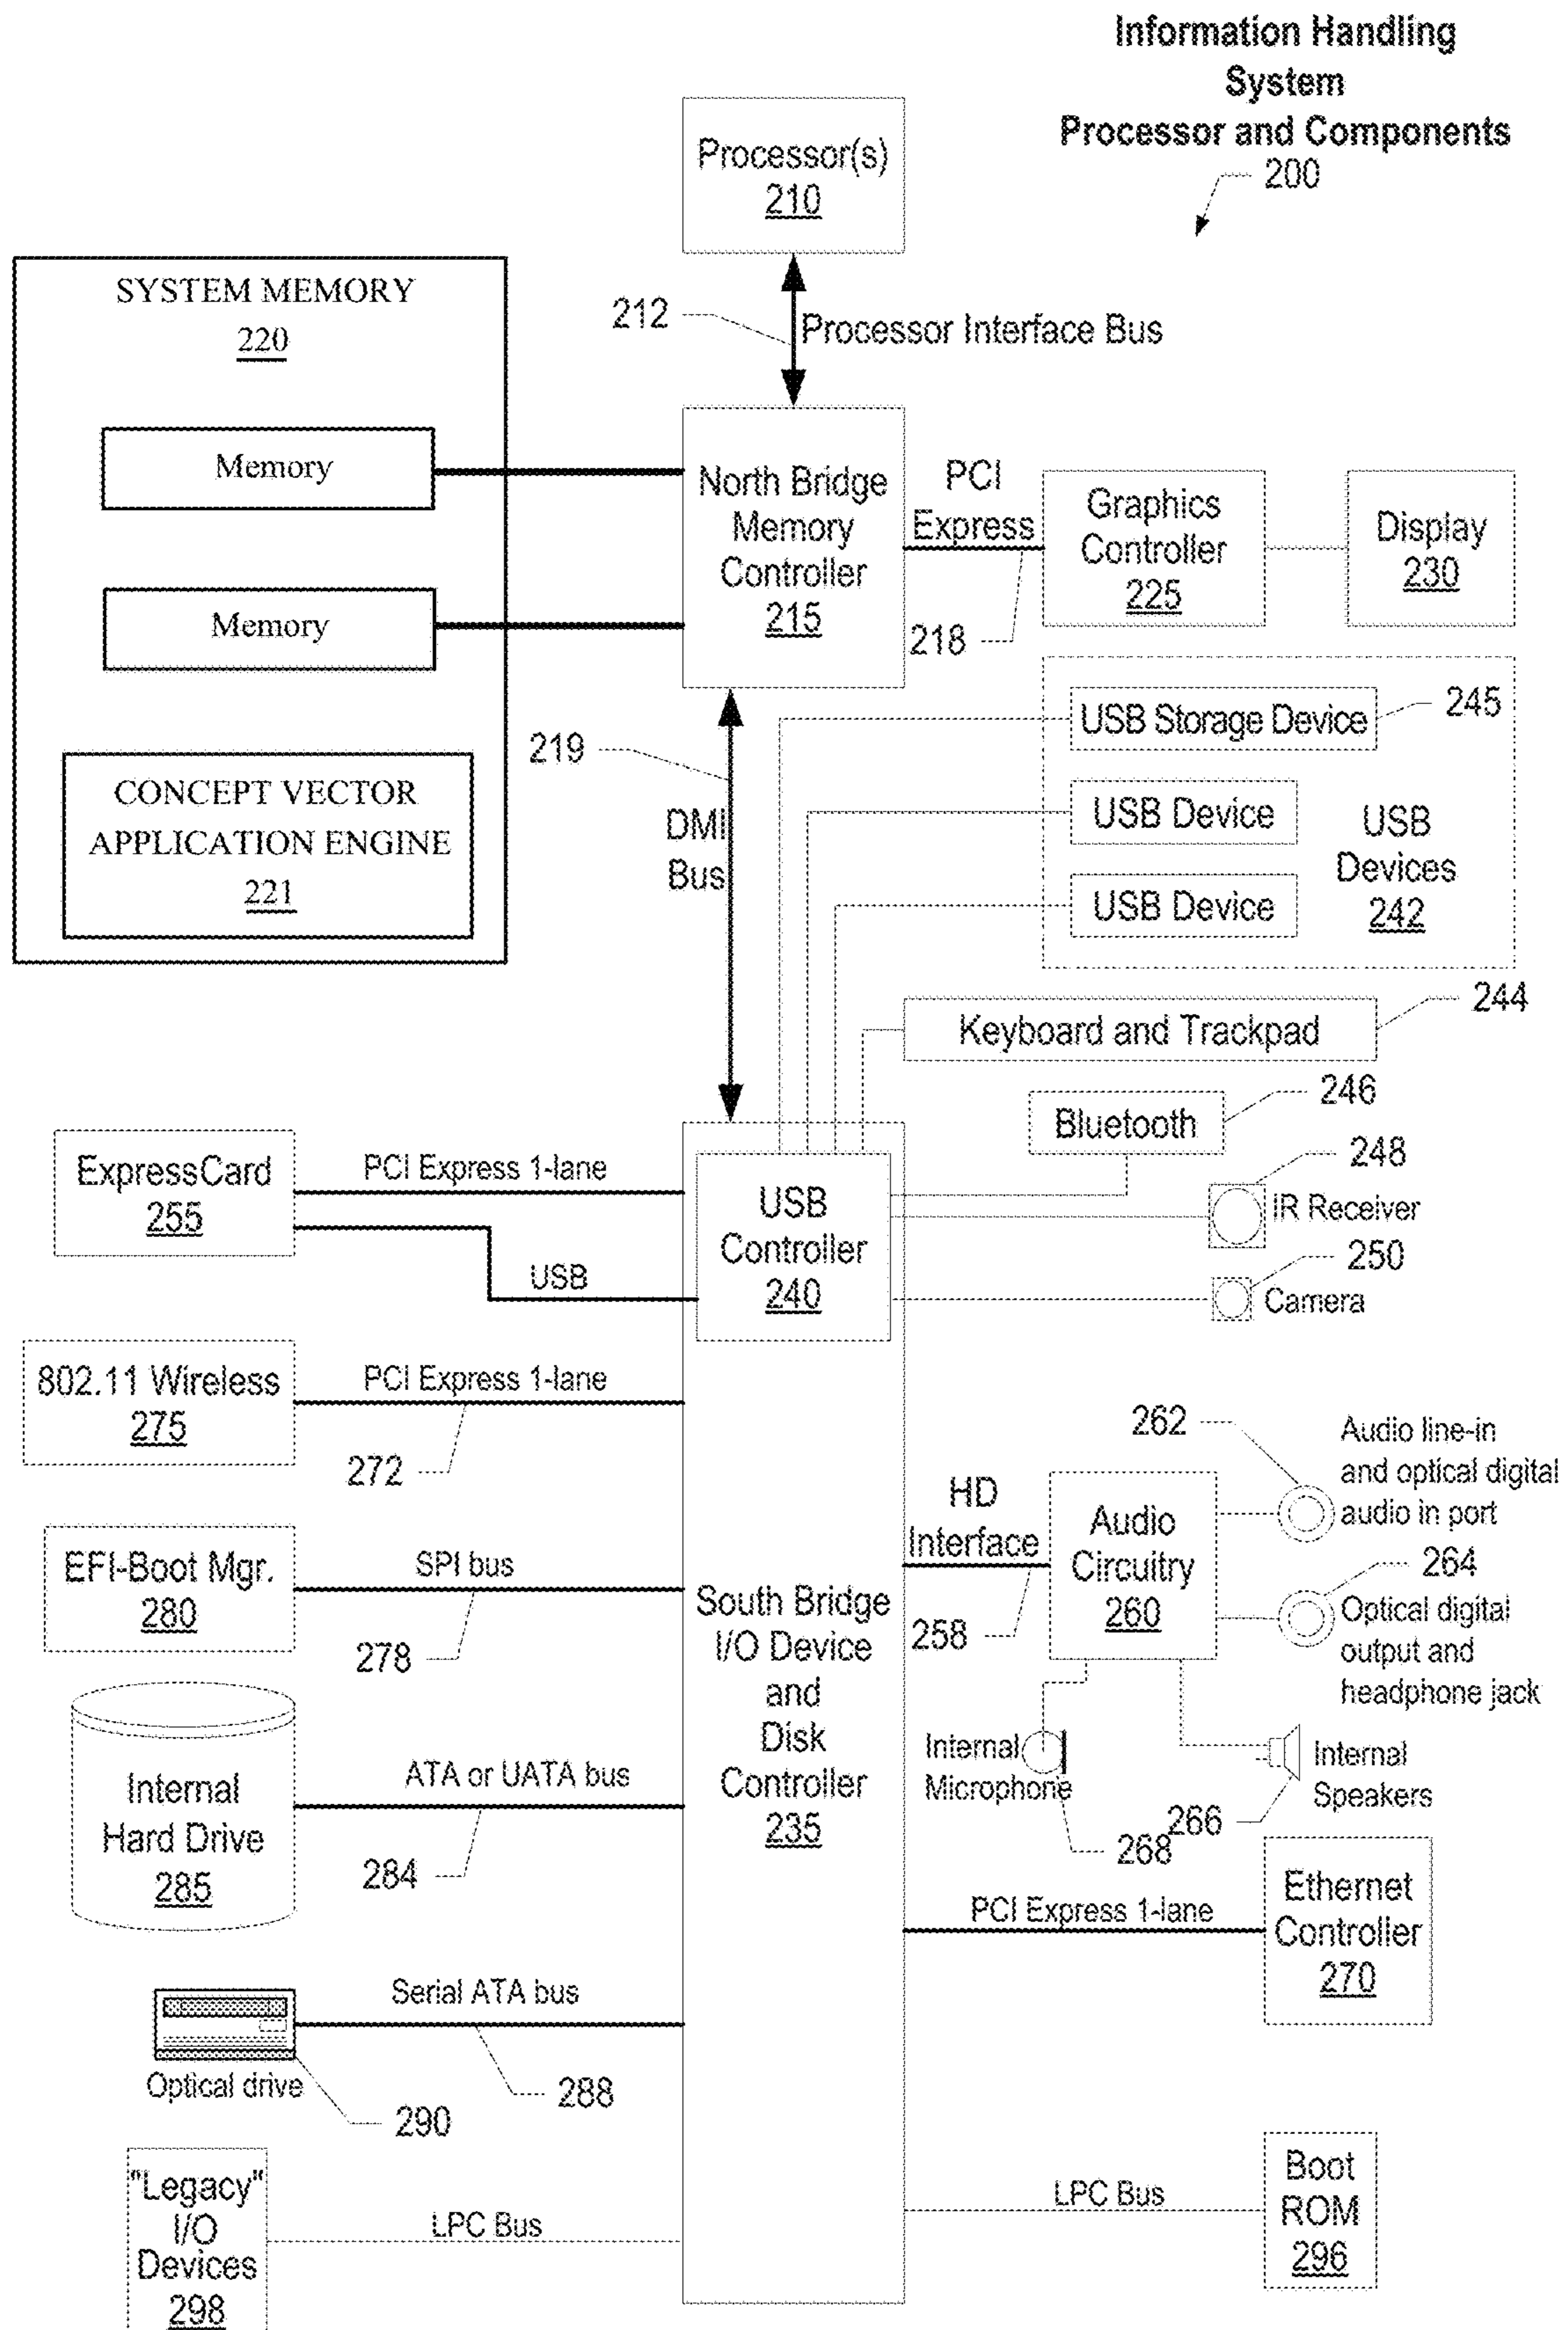 Information Handling
System
Processor and Components
200
Processor(s)
210
SYSTEM MEMORY
220
212
Processor Interface Bus
Memory
Memory
North Bridge
Memory
Controller
215
PCI
Express
218
Graphics
Controller
225
Display
230
CONCEPT VECTOR
APPLICATION ENGINE
221
219
DMI
Bus
USB Storage Device
245
USB Device
USB Device
USB
Devices
242
Keyboard and Trackpad
244
Bluetooth
246
248
IR Receiver
250
Camera
ExpressCard
255
PCI Express 1-lane
USB
USB
Controller
240
802.11 Wireless
275
PCI Express 1-lane
272
262
Audio line-in
and optical digital
audio in port
HD
Interface
258
Audio
Circuitry
260
264
Optical digital
output and
headphone jack
EFI-Boot Mgr.
280
SPI bus
278
South Bridge
I/O Device
and
Disk
Controller
235
Internal
Microphone
268
266
Internal
Speakers
Internal
Hard Drive
285
ATA or UATA bus
284
PCI Express 1-lane
Ethernet
Controller
270
Serial ATA bus
288
Optical drive
290
"Legacy"
I/O
Devices
298
LPC Bus
LPC Bus
Boot
ROM
296